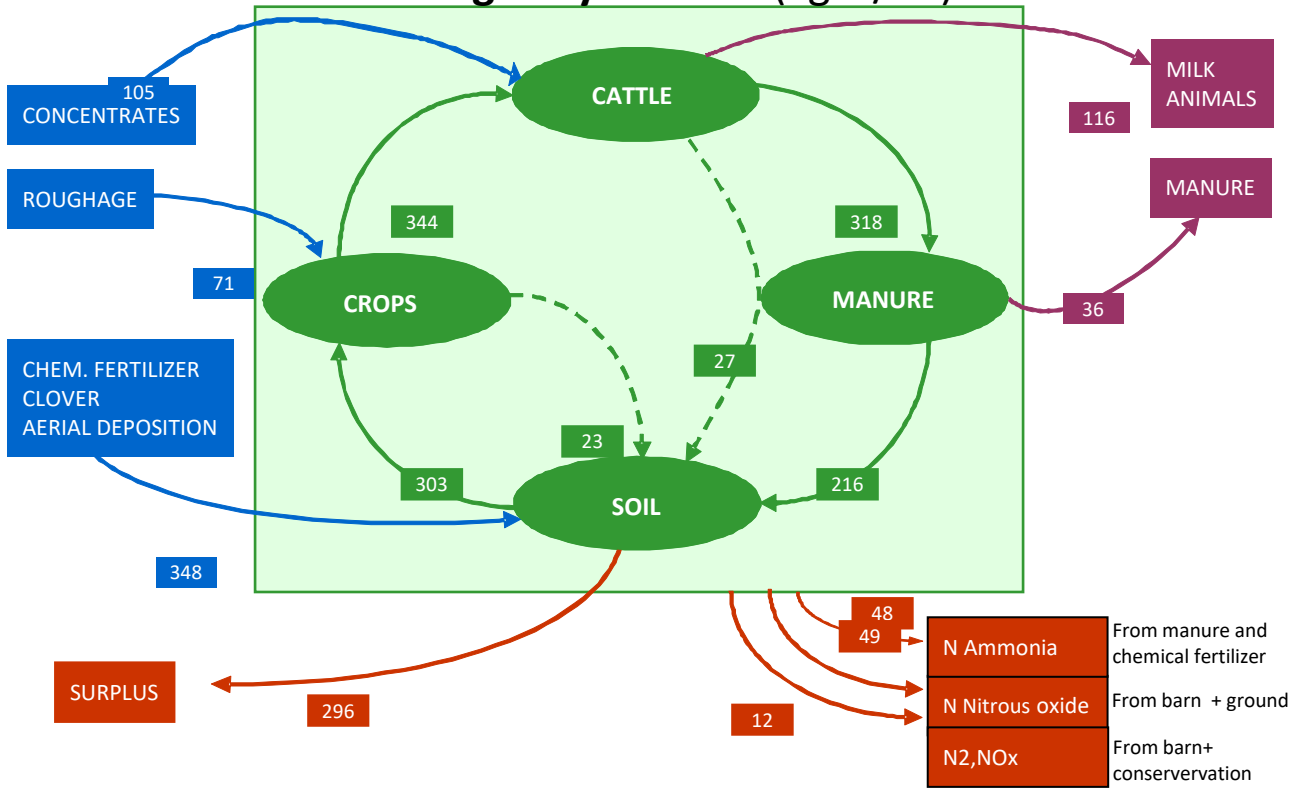 105
CONCENTRATES
CATTLE
MILK
ANIMALS
116
ROUGHAGE
MANURE
344
318
71
CROPS
MANURE
36
CHEM. FERTILIZER
CLOVER
AERIAL DEPOSITION
27
23
303
SOIL
216
348
48
49
N Ammonia
From manure and
chemical fertilizer
SURPLUS
296
12
N Nitrous oxide
From barn + ground
N2,NOx
From barn+
conservervation